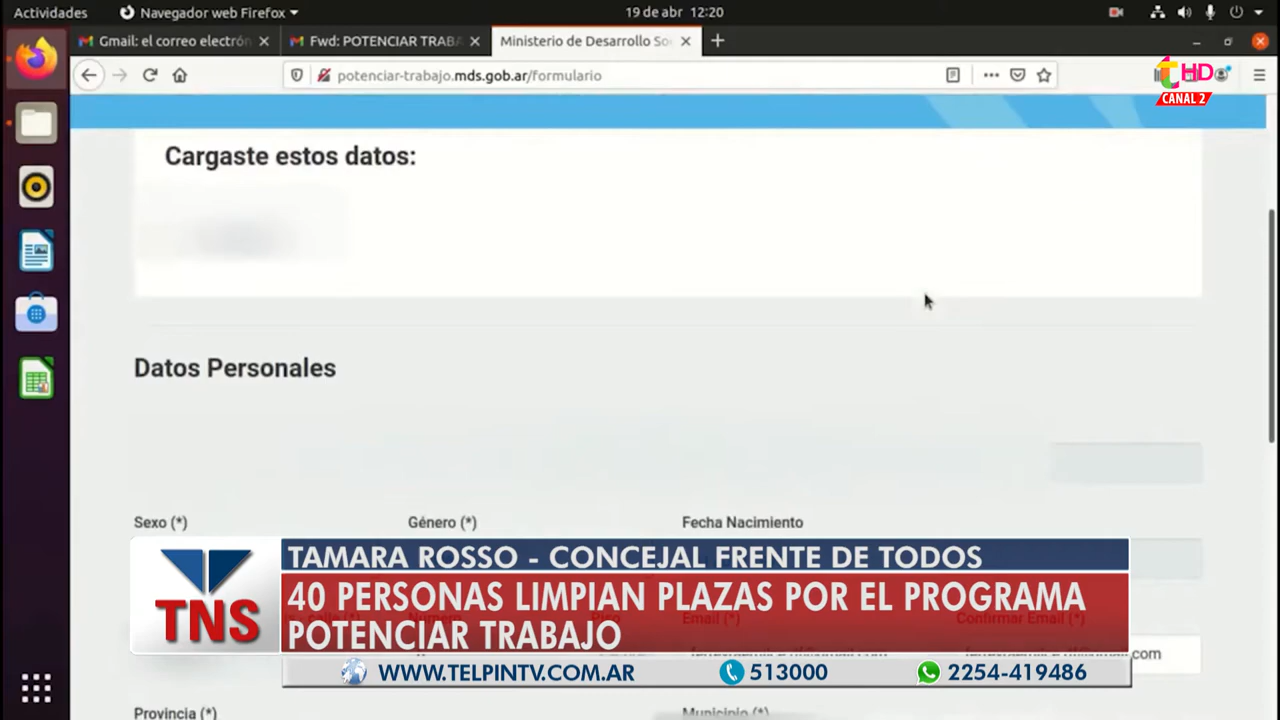 Actividades
Navegador web Firefox
19 de abr 12:20
Gmail: el correo electrón
Fwd: POTENCIAR TRABA
Ministerio de Desarrollo So
potenciar-trabajo.mds.gob.ar/formulario
HD
CANAL 2
Cargaste estos datos:
Datos Personales
Sexo (*)
Género (*)
Fecha Nacimiento
TAMARA ROSSO - CONCEJAL FRENTE DE TODOS
TNS
40 PERSONAS LIMPIAN PLAZAS POR EL PROGRAMA
POTENCIAR TRABAJO
Email (*)
Confirmar Email (*)
WWW.TELPINTV.COM.AR
513000
2254-419486
Provincia (*)
Municipio (*)